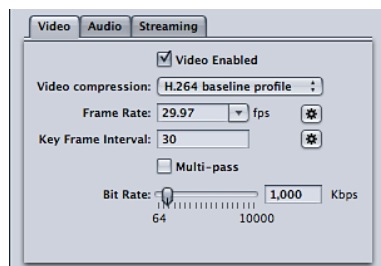 Video Audio Streaming
Video Enabled
Video compression: H.264 baseline profile
Frame Rate: 29.97 fps
Key Frame Interval: 30
Multi-pass
Bit Rate: 1,000 Kbps
64 10000